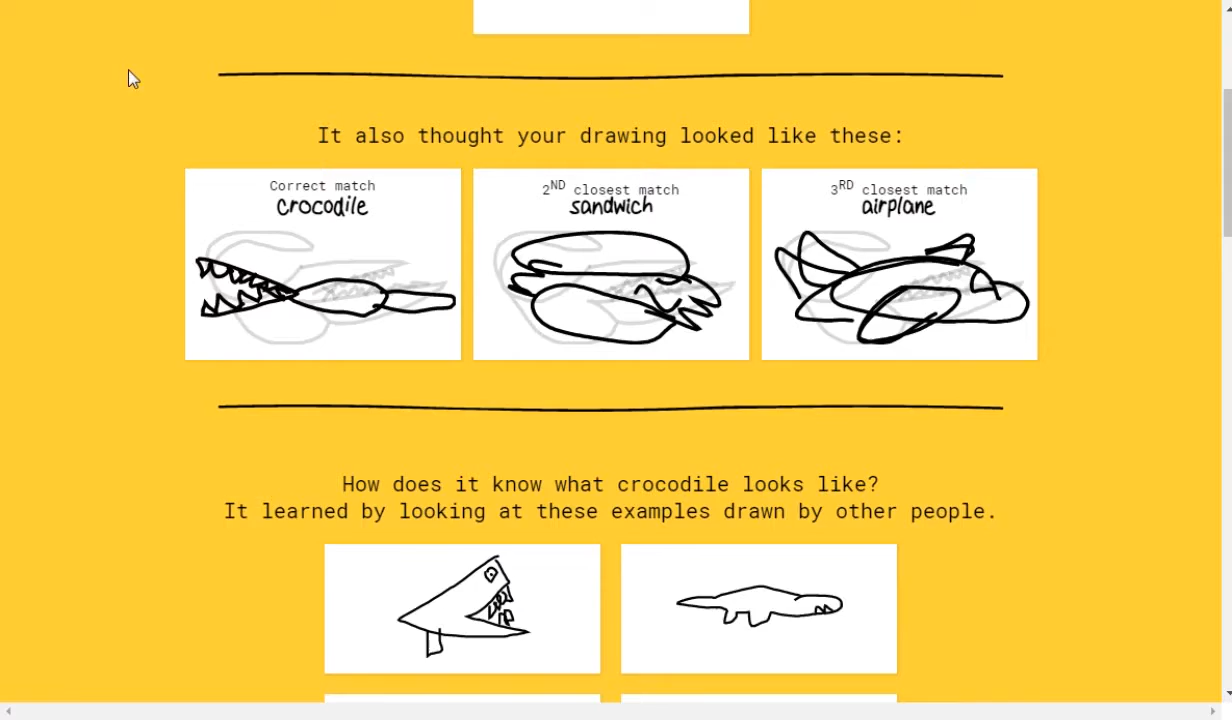 It also thought your drawing looked like these:
Correct match
crocodile
2ND closest match
sandwich
3RD closest match
airplane
How does it know what crocodile looks like?
It learned by looking at these examples drawn by other people.